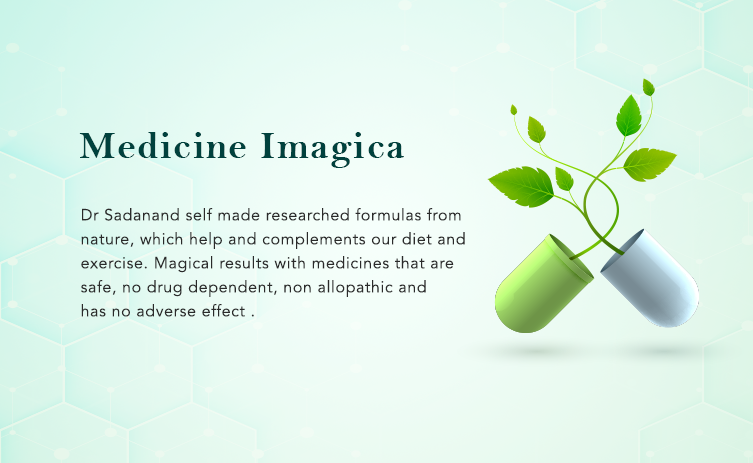 Medicine Imagica
Dr Sadanand self made researched formulas from
nature, which help and complements our diet and
exercise. Magical results with medicines that are
safe, no drug dependent, non allopathic and
has no adverse effect .